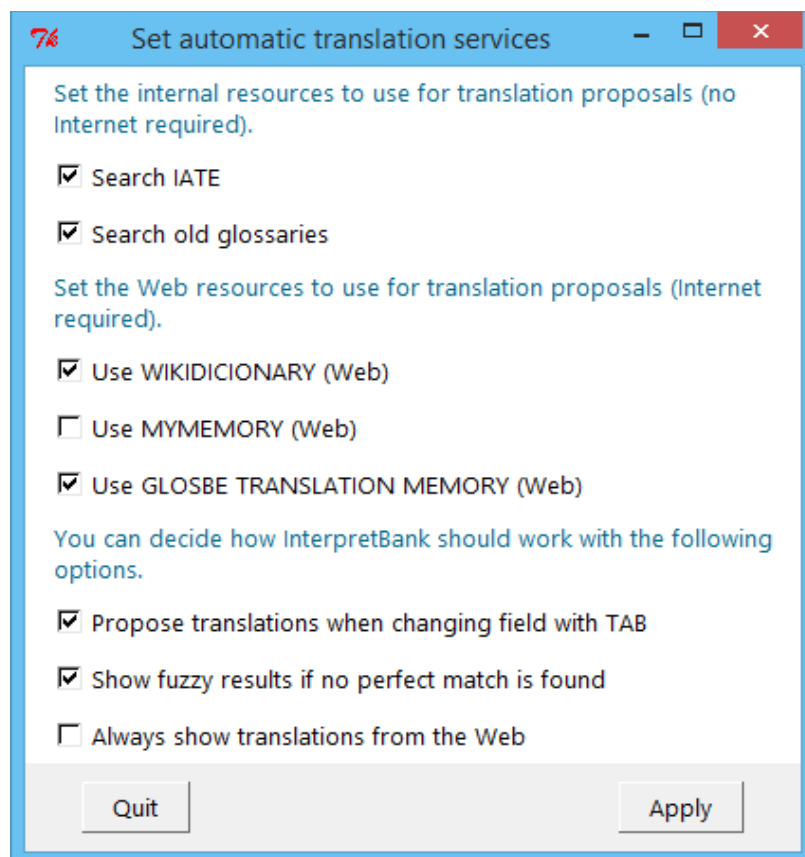 Set automatic translation services
Set the internal resources to use for translation proposals (no
Internet required).
Search IATE
Search old glossaries
Set the Web resources to use for translation proposals (Internet
required).
Use WIKIDICIONARY (Web)
Use MYMEMORY (Web)
Use GLOSBE TRANSLATION MEMORY (Web)
You can decide how InterpretBank should work with the following
options.
Propose translations when changing field with TAB
Show fuzzy results if no perfect match is found
Always show translations from the Web
Quit Apply